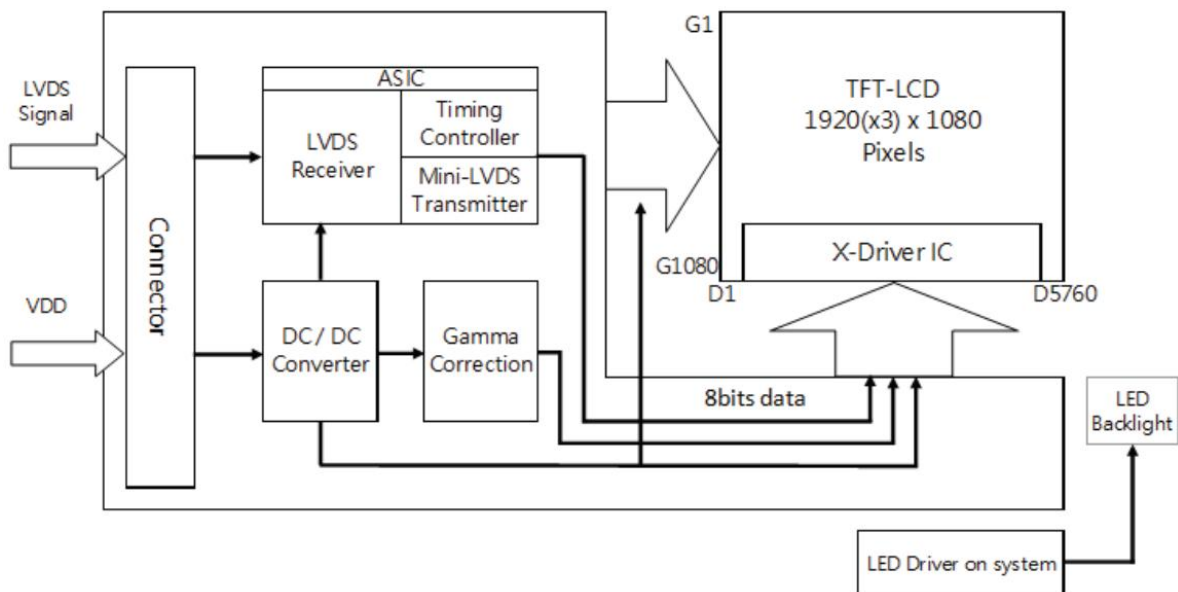 LVDS
Signal
VDD
Connector
ASIC
LVDS
Receiver
Timing
Controller
Mini-LVDS
Transmitter
DC / DC
Converter
Gamma
Correction
8bits data
G1
TFT-LCD
1920(x3) x 1080
Pixels
G1080
X-Driver IC
D1
D5760
LED
Backlight
LED Driver on system